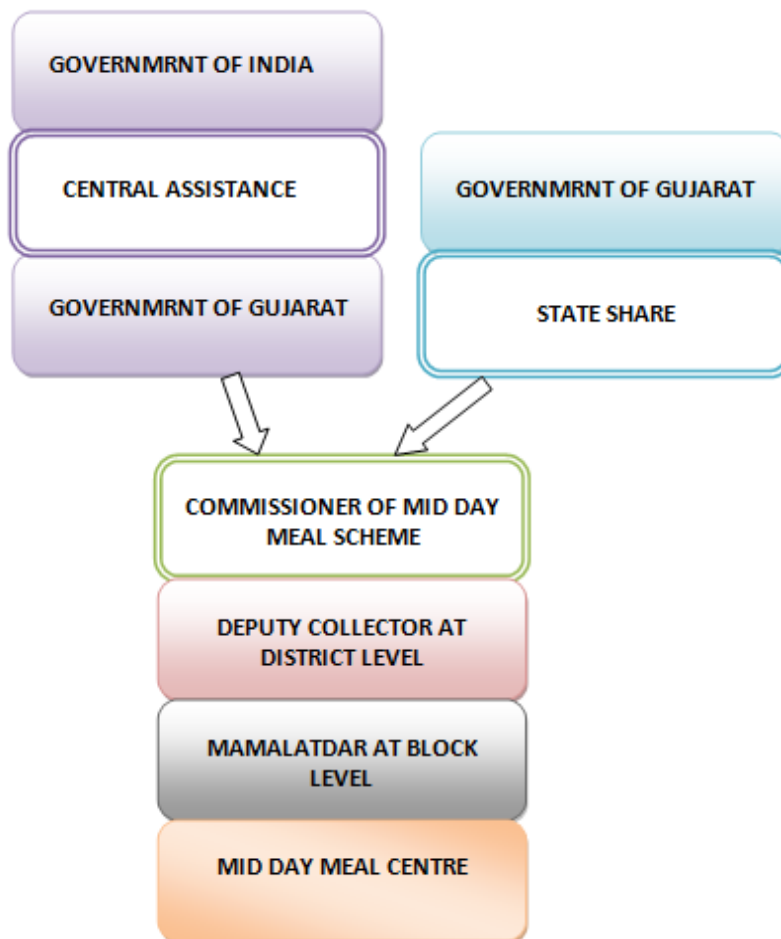 GOVERNMRNT OF INDIA
CENTRAL ASSISTANCE
GOVERNMRNT OF GUJARAT
GOVERNMRNT OF GUJARAT
STATE SHARE
COMMISSIONER OF MID DAY
MEAL SCHEME
DEPUTY COLLECTOR AT
DISTRICT LEVEL
MAMALATDAR AT BLOCK
LEVEL
MID DAY MEAL CENTRE